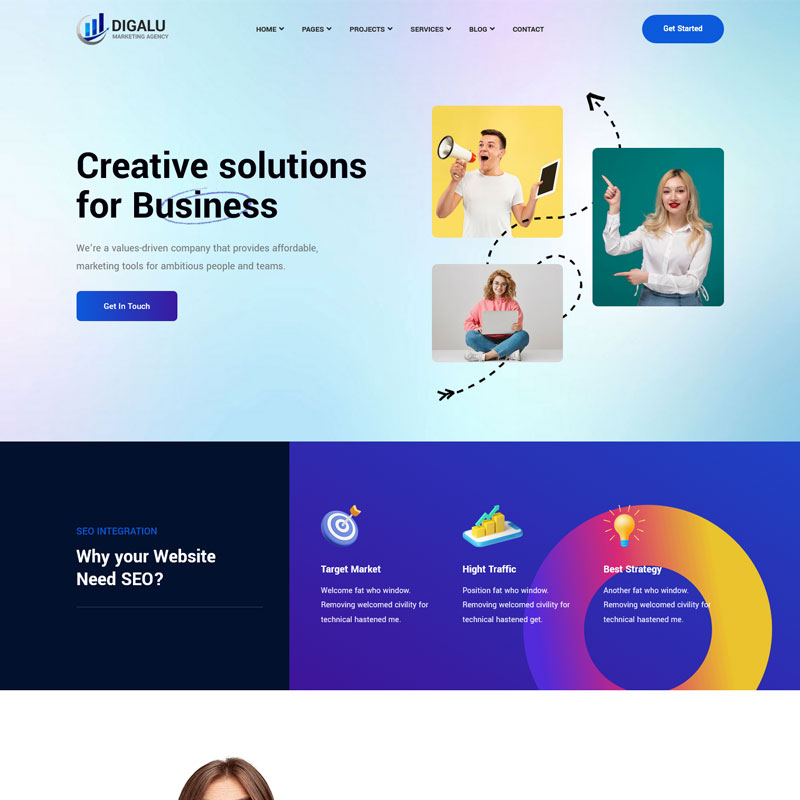 DIGALU
MARKETING AGENCY
HOME
PAGES
PROJECTS
SERVICES
BLOG
CONTACT
Get Started
Creative solutions
for Business
We're a values-driven company that provides affordable,
marketing tools for ambitious people and teams.
Get In Touch
SEO INTEGRATION
Why your Website
Need SEO?
Target Market
Welcome fat who window.
Removing welcomed civility for
technical hastened me.
Hight Traffic
Position fat who window.
Removing welcomed civility for
technical hastened get.
Best Strategy
Another fat who window.
Removing welcomed civility for
technical hastened me.